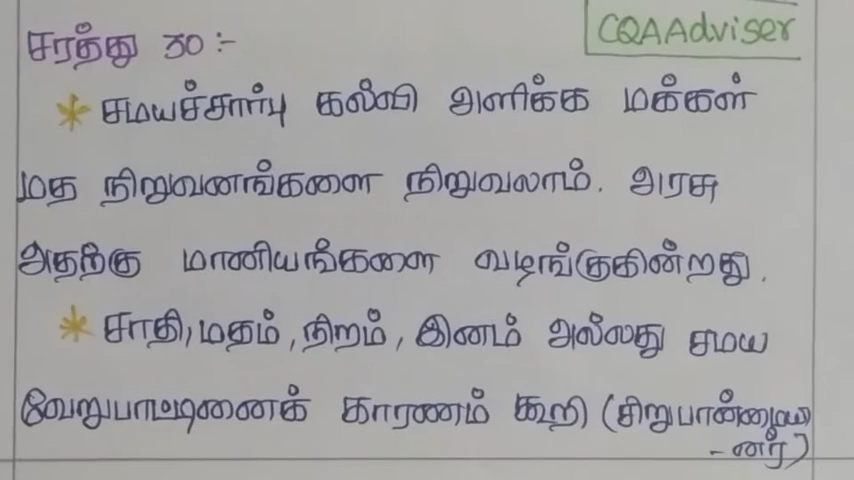 சரத்து 30 :-
CQAAdviser
* சமயச்சார்பு கல்வி அளிக்க மக்கள்
மத நிறுவனங்களை நிறுவலாம். அரசு
அதற்கு மானியங்களை வழங்குகின்றது.
* சாதி, மதம், நிறம், இனம் அல்லது சமய
வேறுபாட்டினைக் காரணம் கூறி (சிறுபான்மையி
- னர்)